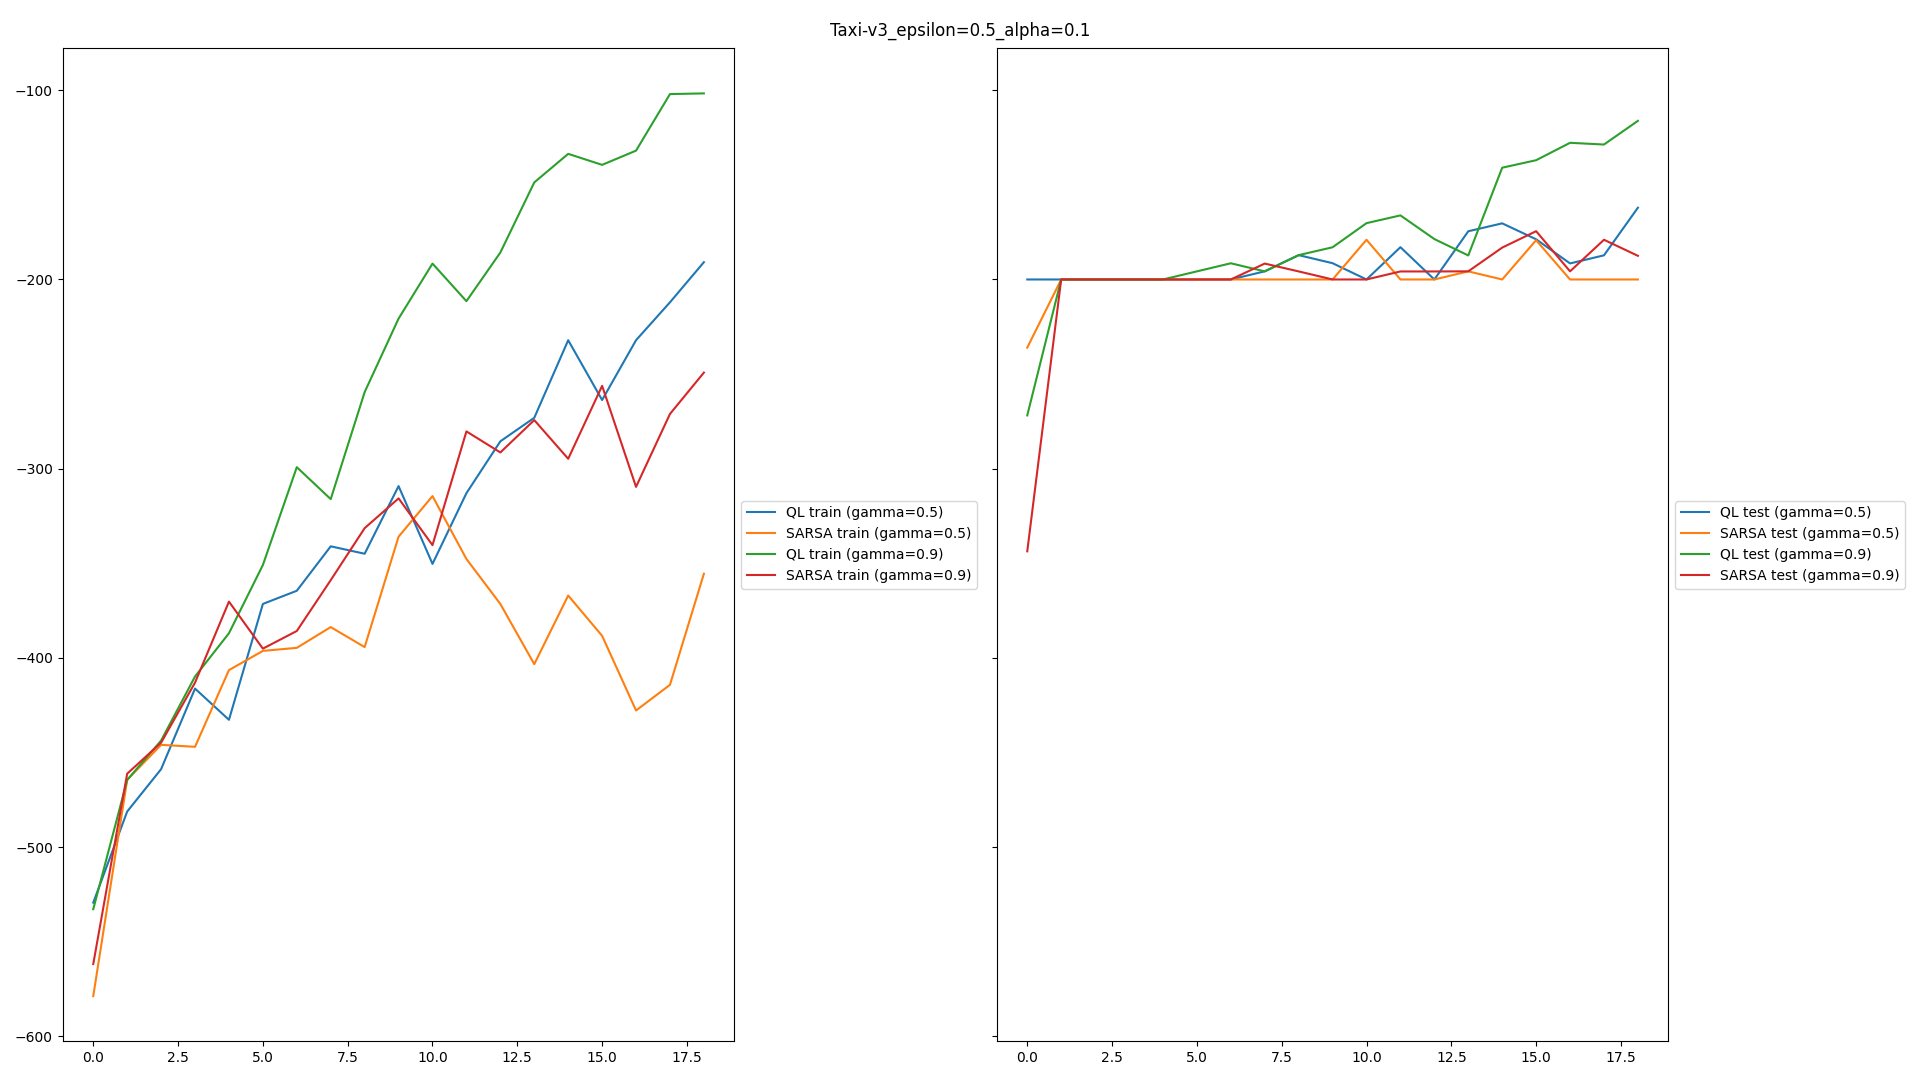 Taxi-v3_epsilon=0.5_alpha=0.1
−100
−200
−300
−400
−500
−600
0.0 2.5 5.0 7.5 10.0 12.5 15.0 17.5
QL train (gamma=0.5)
SARSA train (gamma=0.5)
QL train (gamma=0.9)
SARSA train (gamma=0.9)
0.0 2.5 5.0 7.5 10.0 12.5 15.0 17.5
QL test (gamma=0.5)
SARSA test (gamma=0.5)
QL test (gamma=0.9)
SARSA test (gamma=0.9)